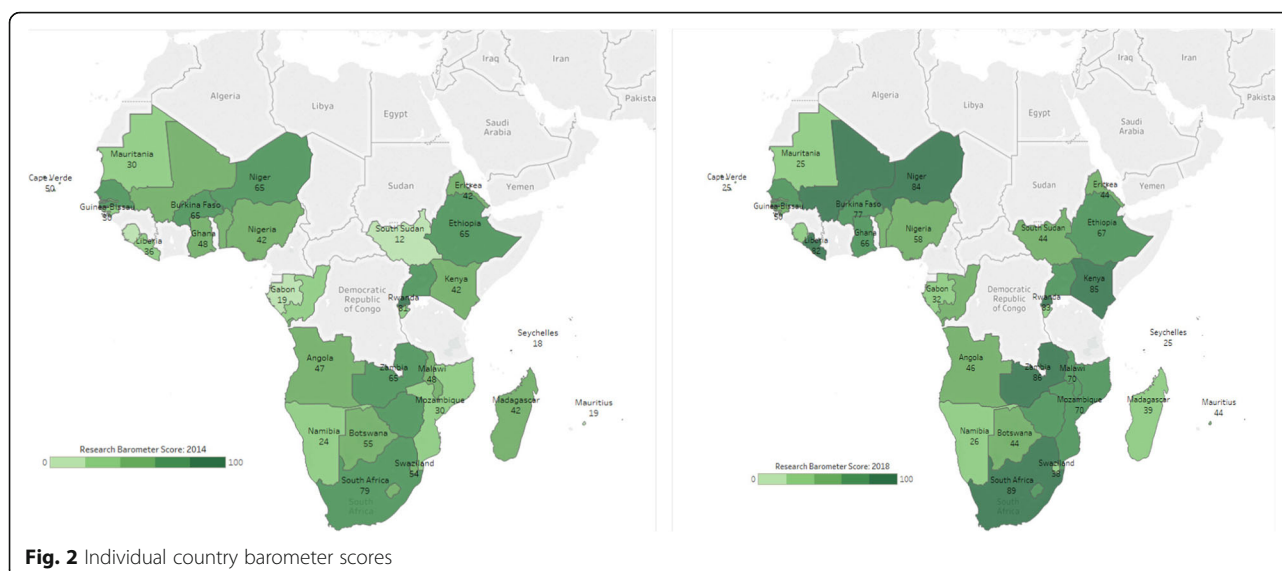 Algeria
Libya
Egypt
Iraq
Iran
Pakist
Saudi
Arabia
Yemen
Sudan
Mauritania
30
Cape Verde
50
Niger
65
Burkina Faso
65
Guinea-Bissau
Liberia
36
Ghana
48
Nigeria
42
Eritrea
42
Ethiopia
65
South Sudan
12
Kenya
42
Gabon
19
Democratic
Republic
of Congo
Rwanda
Seychelles
18
Angola
47
Zambia
Malawi
48
Mozambique
30
Madagascar
42
Mauritius
19
Namibia
24
Botswana
55
Swaziland
54
South Africa
79
South
Africa
Research Barometer Score: 2014
0
100
Algeria
Libya
Egypt
Iraq
Iran
Pakista
Saudi
Arabia
Yemen
Sudan
Mauritania
25
Cape Verde
25
Niger
84
Burkina Faso
77
Guinea-Bissau
Liberia
Ghana
Nigeria
58
Eritrea
44
Ethiopia
67
South Sudan
44
Kenya
85
Gabon
32
Democratic
Republic
of Congo
Rwanda
Seychelles
25
Angola
46
Zambia
Malawi
70
Mozambique
70
Madagascar
39
Mauritius
44
Namibia
26
Botswana
44
Swaziland
South Africa
89
South
Africa
Research Barometer Score: 2018
0
100
Fig. 2 Individual country barometer scores